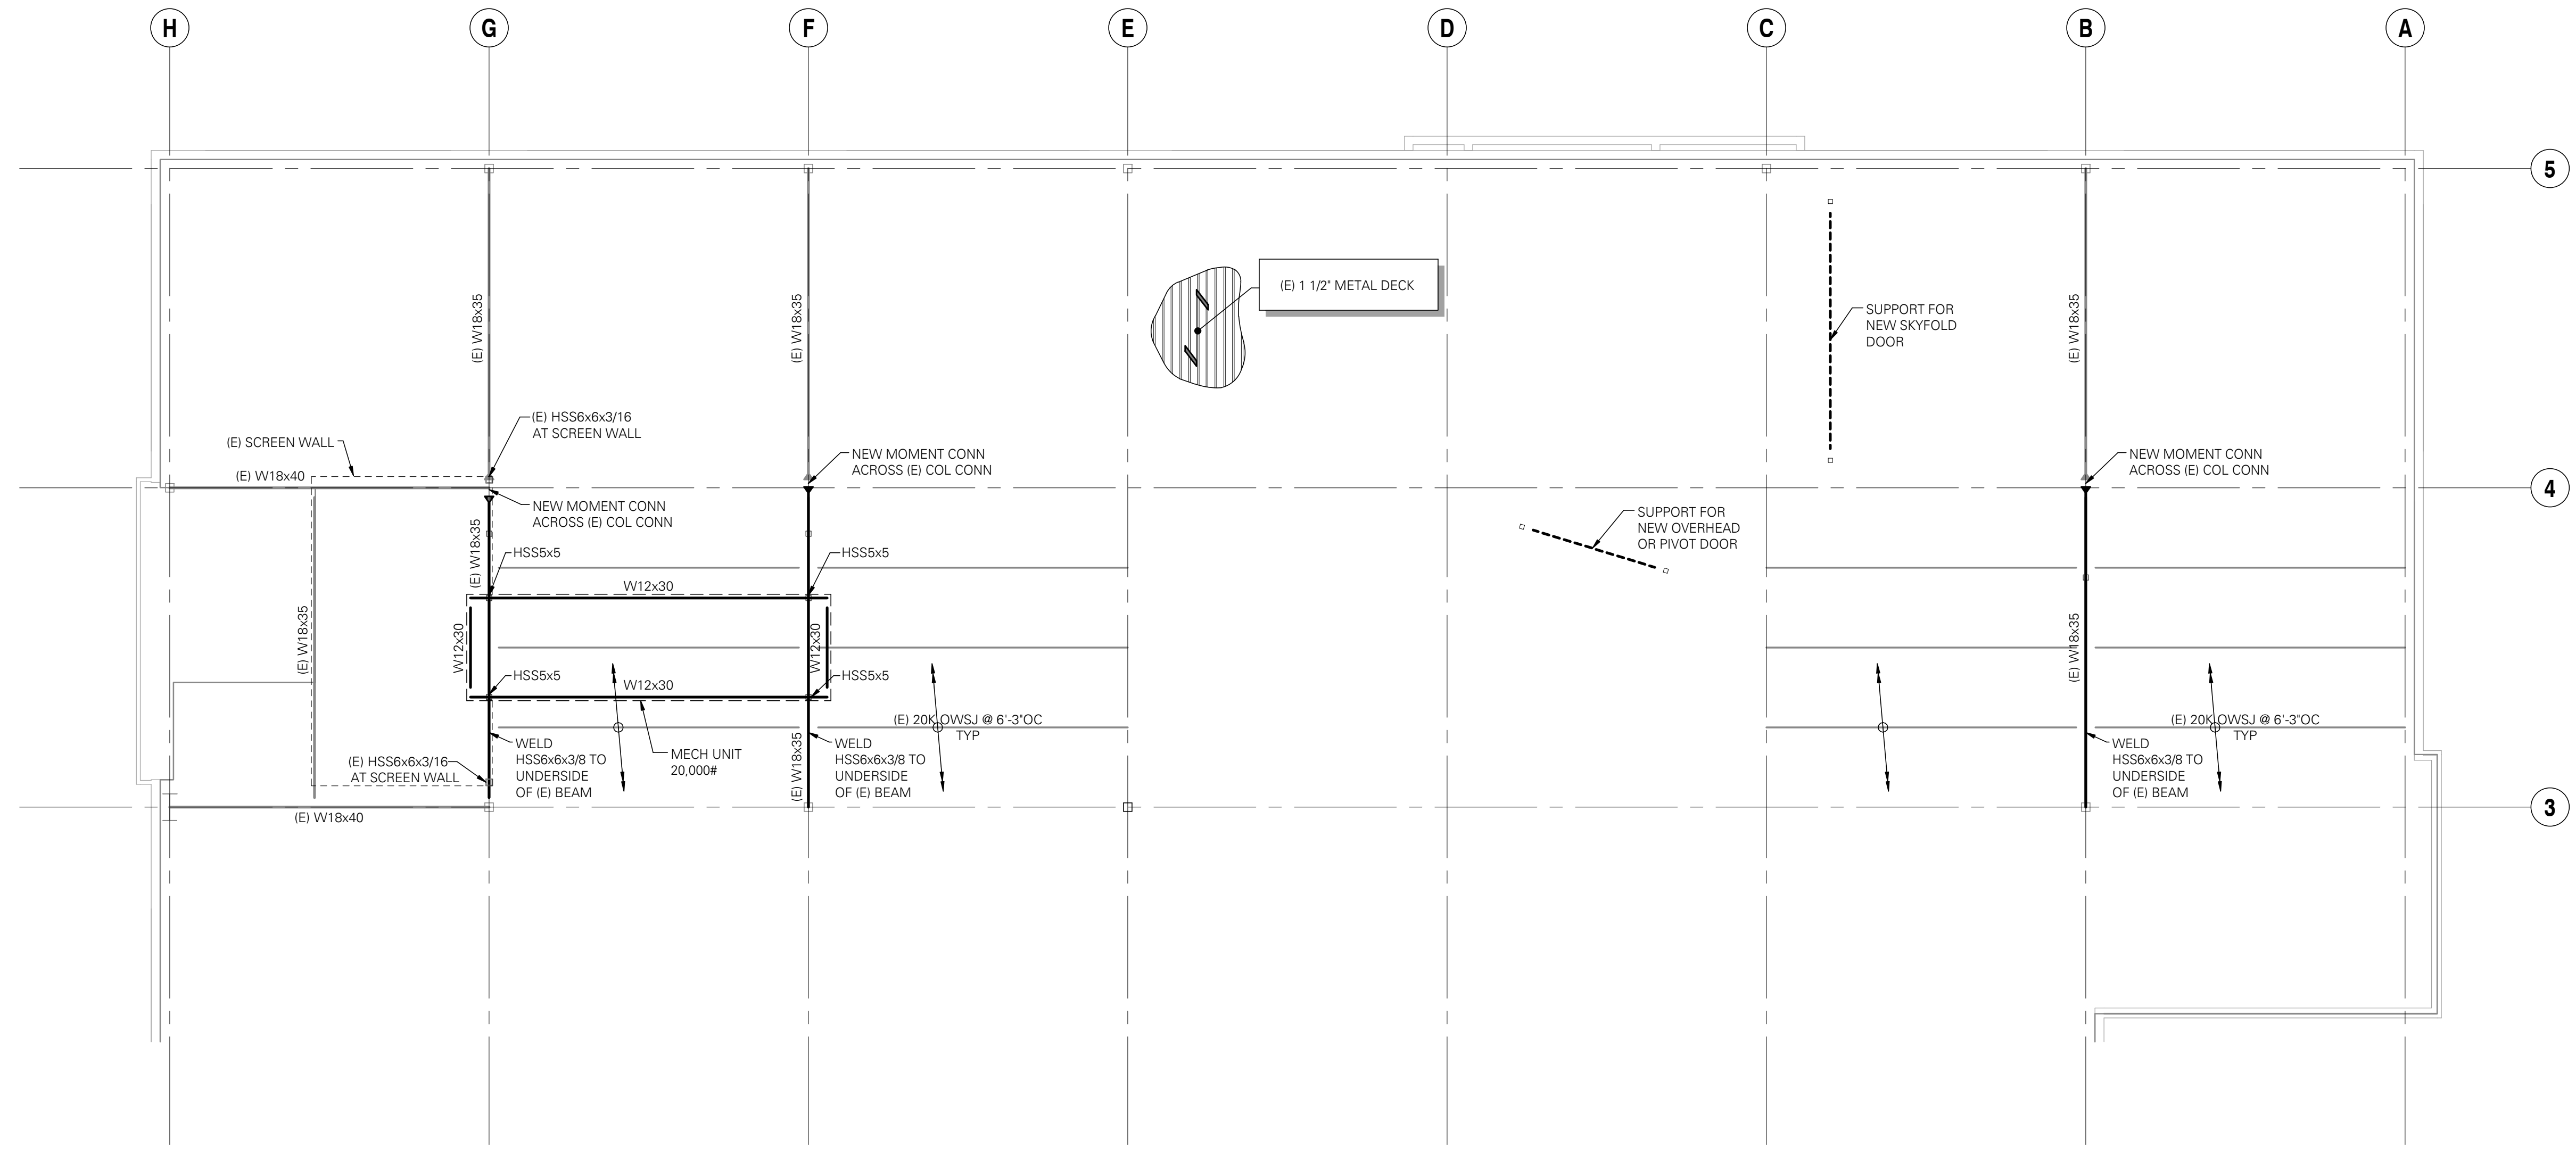 H
G
F
E
D
C
B
A
5
(E) 1 1/2" METAL DECK
(E) W18x35
(E) W18x35
(E) W18x35
SUPPORT FOR
NEW SKYFOLD
DOOR
(E) HSS6x6x3/16
AT SCREEN WALL
(E) SCREEN WALL
(E) W18x40
NEW MOMENT CONN
ACROSS (E) COL CONN
NEW MOMENT CONN
ACROSS (E) COL CONN
4
NEW MOMENT CONN
ACROSS (E) COL CONN
SUPPORT FOR
NEW OVERHEAD
OR PIVOT DOOR
(E) W18x35
HSS5x5
HSS5x5
W12x30
(E) W18x35
W12x30
W12x30
(E) W18x35
HSS5x5
W12x30
HSS5x5
(E) 20K OWSJ @ 6'-3"OC
TYP
(E) 20K OWSJ @ 6'-3"OC
TYP
(E) HSS6x6x3/16
AT SCREEN WALL
WELD
HSS6x6x3/8 TO
UNDERSIDE
OF (E) BEAM
MECH UNIT
20,000#
(E) W18x35
WELD
HSS6x6x3/8 TO
UNDERSIDE
OF (E) BEAM
WELD
HSS6x6x3/8 TO
UNDERSIDE
OF (E) BEAM
3
(E) W18x40